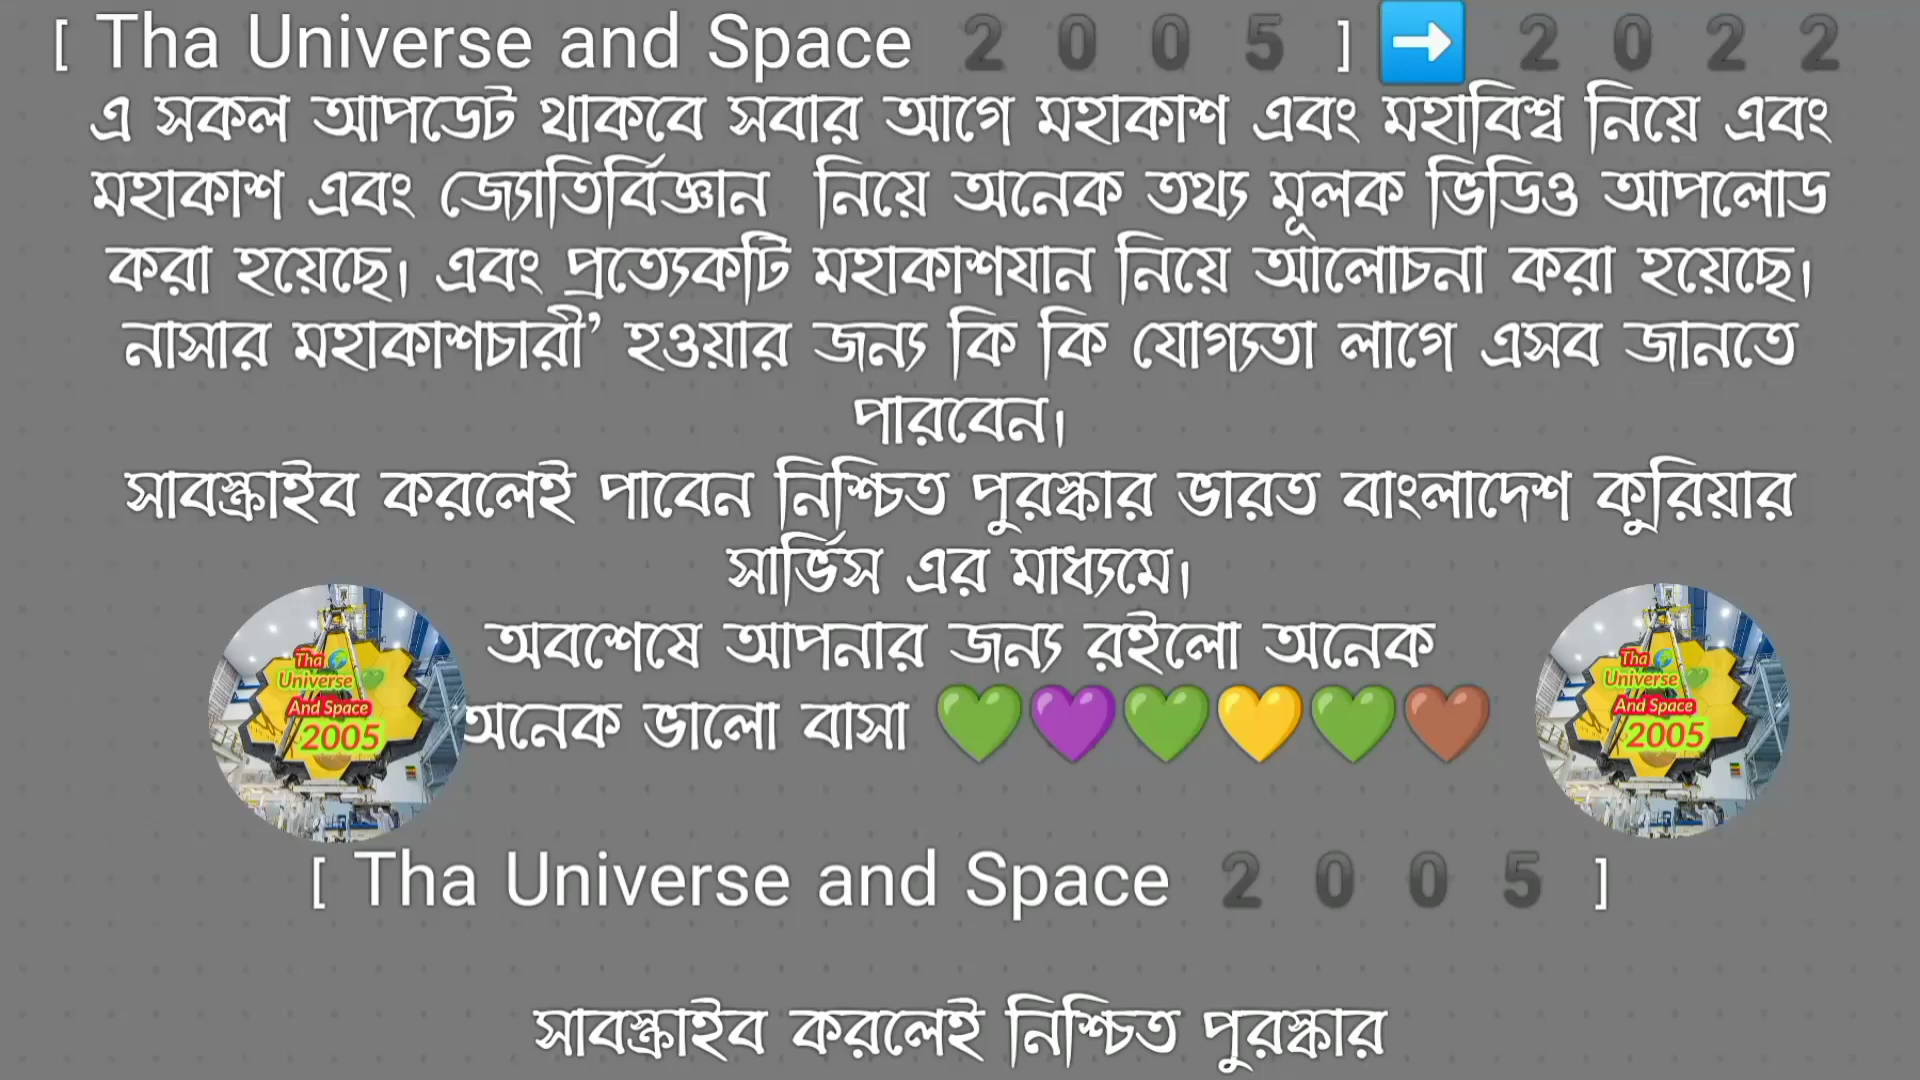 [ Tha Universe and Space 2 0 0 5 ] ➡️ 2 0 2 2
এ সকল আপডেট থাকবে সবার আগে মহাকাশ এবং মহাবিশ্ব নিয়ে এবং
মহাকাশ এবং জ্যোতির্বিজ্ঞান নিয়ে অনেক তথ্য মূলক ভিডিও আপলোড
করা হয়েছে। এবং প্রত্যেকটি মহাকাশযান নিয়ে আলোচনা করা হয়েছে।
নাসার মহাকাশচারী’ হওয়ার জন্য কি কি যোগ্যতা লাগে এসব জানতে
পারবেন।
সাবস্ক্রাইব করলেই পাবেন নিশ্চিত পুরস্কার ভারত বাংলাদেশ কুরিয়ার
সার্ভিস এর মাধ্যমে।
অবশেষে আপনার জন্য রইলো অনেক
অনেক ভালো বাসা 💚💜💚💛💚🤎
Tha 🌍
Universe 💚
And Space
2005
Tha 🌍
Universe 💚
And Space
2005
[ Tha Universe and Space 2 0 0 5 ]
সাবস্ক্রাইব করলেই নিশ্চিত পুরস্কার